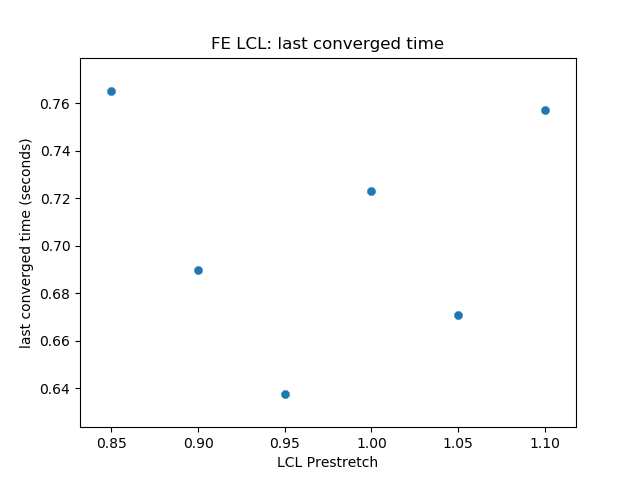 FE LCL: last converged time
last converged time (seconds)
0.76
0.74
0.72
0.70
0.68
0.66
0.64
0.85 0.90 0.95 1.00 1.05 1.10
LCL Prestretch